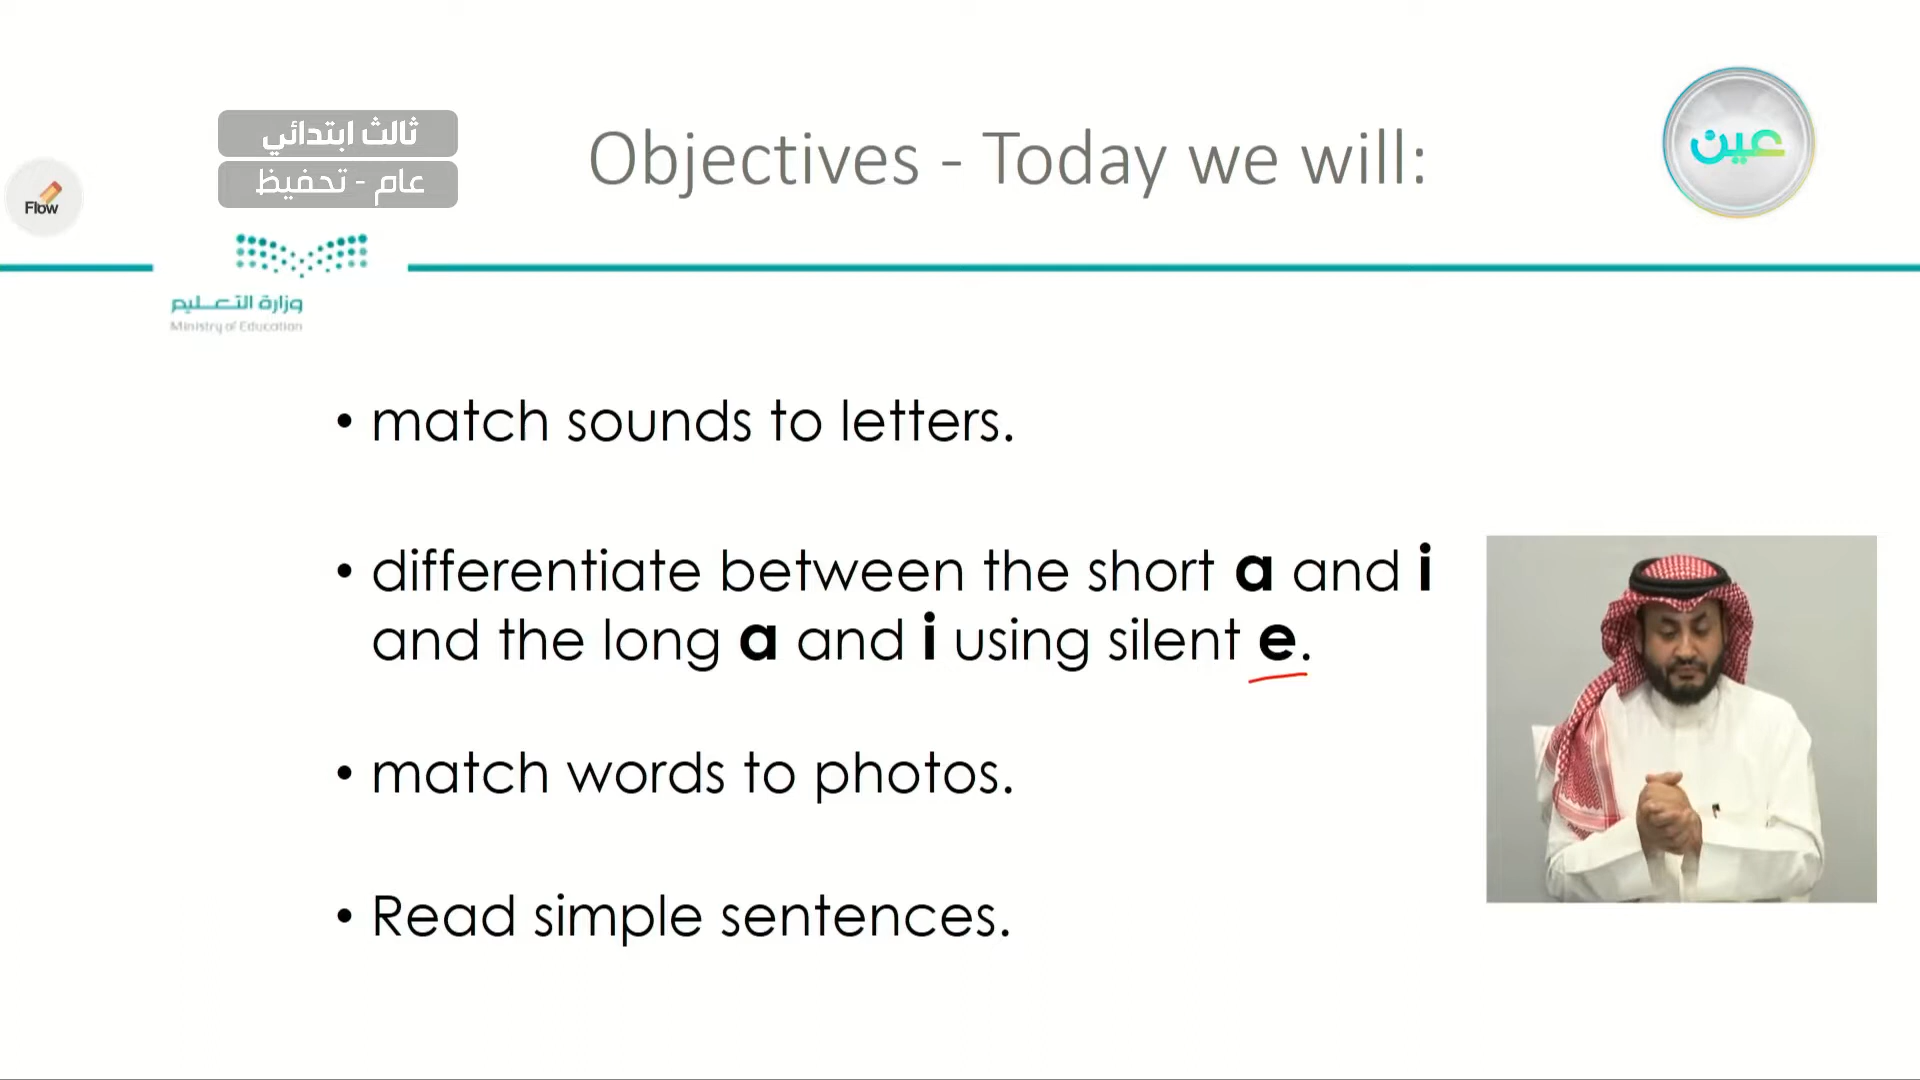 ثالث ابتدائي
عام - تحفيظ
Objectives - Today we will:
عين
Flow
وزارة التعليم
Ministry of Education
• match sounds to letters.
• differentiate between the short a and i
and the long a and i using silent e.
• match words to photos.
• Read simple sentences.